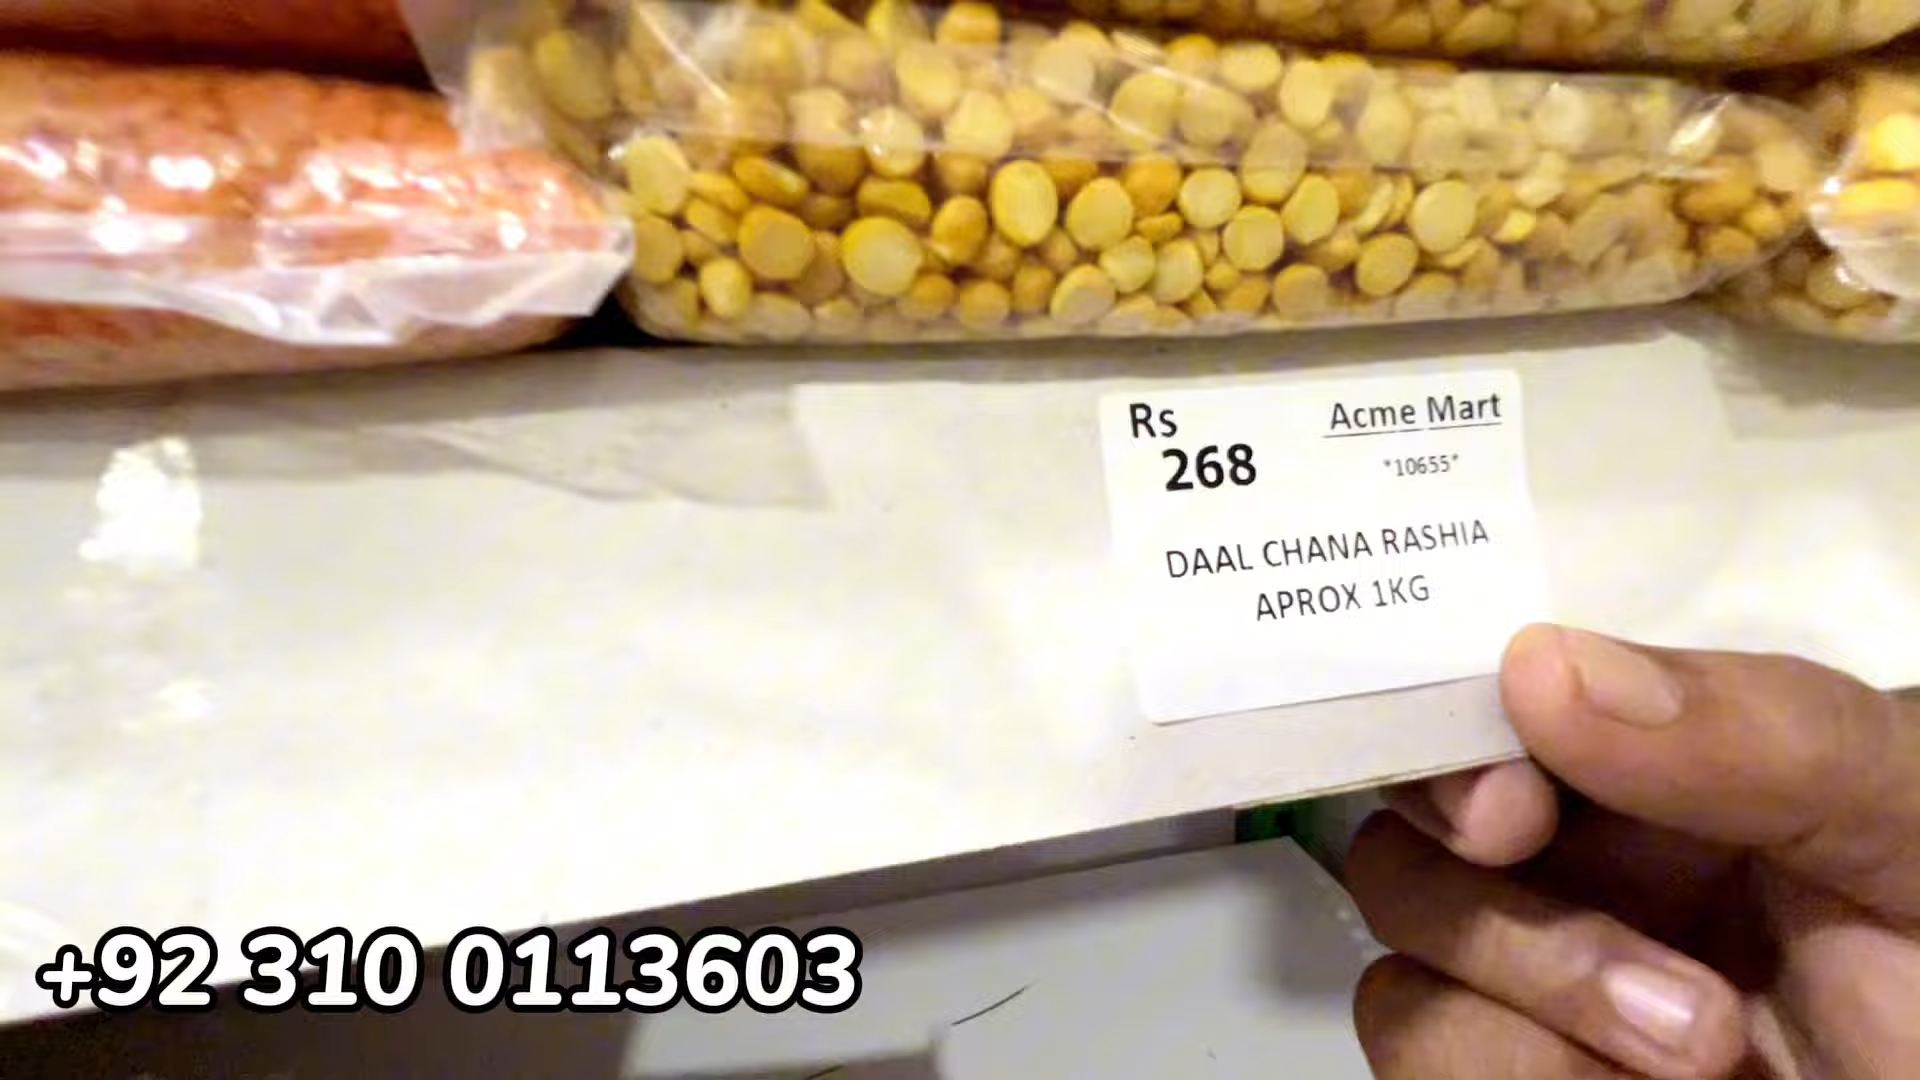 Rs
268
Acme Mart
*10655*
DAAL CHANA RASHIA
APROX 1KG
+92 310 0113603